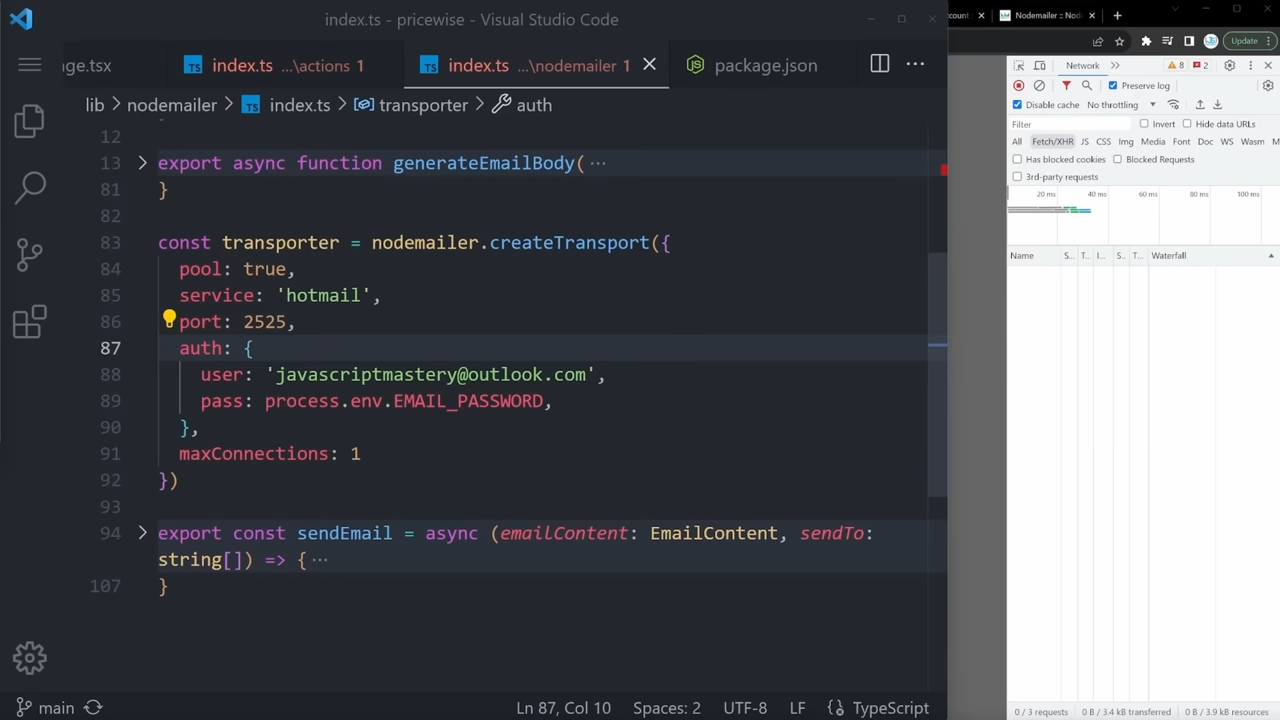 index.ts - pricewise - Visual Studio Code
ge.tsx
index.ts ...\actions 1
index.ts ...\nodemailer 1
package.json
lib > nodemailer > index.ts > transporter > auth
12
13 export async function generateEmailBody( ···
81 }
82
83 const transporter = nodemailer.createTransport({
84 pool: true,
85 service: 'hotmail',
86 port: 2525,
87 auth: {
88 user: 'javascriptmastery@outlook.com',
89 pass: process.env.EMAIL_PASSWORD,
90 },
91 maxConnections: 1
92 })
93
94 export const sendEmail = async (emailContent: EmailContent, sendTo:
string[]) => { ···
107 }
main
Ln 87, Col 10
Spaces: 2
UTF-8
LF
TypeScript
count
Nodemailer :: Nod
Update
Network
8
2
Preserve log
Disable cache
No throttling
Filter
Invert
Hide data URLs
All Fetch/XHR JS CSS Img Media Font Doc WS Wasm M
Has blocked cookies
Blocked Requests
3rd-party requests
20 ms 40 ms 60 ms 80 ms 100 ms
Name S... T... I... S... T... Waterfall
0 / 3 requests
0 B / 3.4 kB transferred
0 B / 3.9 kB resources